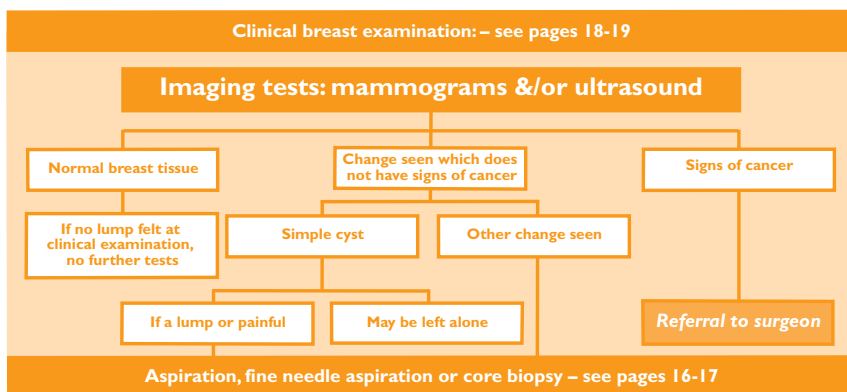 Clinical breast examination: – see pages 18-19
Imaging tests: mammograms &/or ultrasound
Normal breast tissue
Change seen which does
not have signs of cancer
Signs of cancer
If no lump felt at
clinical examination,
no further tests
Simple cyst
Other change seen
If a lump or painful
May be left alone
Referral to surgeon
Aspiration, fine needle aspiration or core biopsy – see pages 16-17